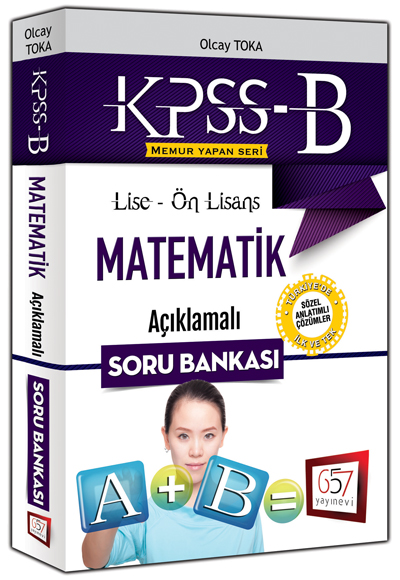 Olcay TOKA
KPSS-B
MEMUR YAPAN SERİ
Lise - Ön Lisans
MATEMATİK
Açıklamalı
SORU BANKASI
TÜRKİYE'DE
SÖZEL
ANLATIMLI
ÇÖZÜMLER
İLK VE TEK
A + B =
657
yayınevi
Olcay
TOKA
KPSS-B
MATEMATİK
Açıklamalı
SORU BANKASI
657
yayınevi